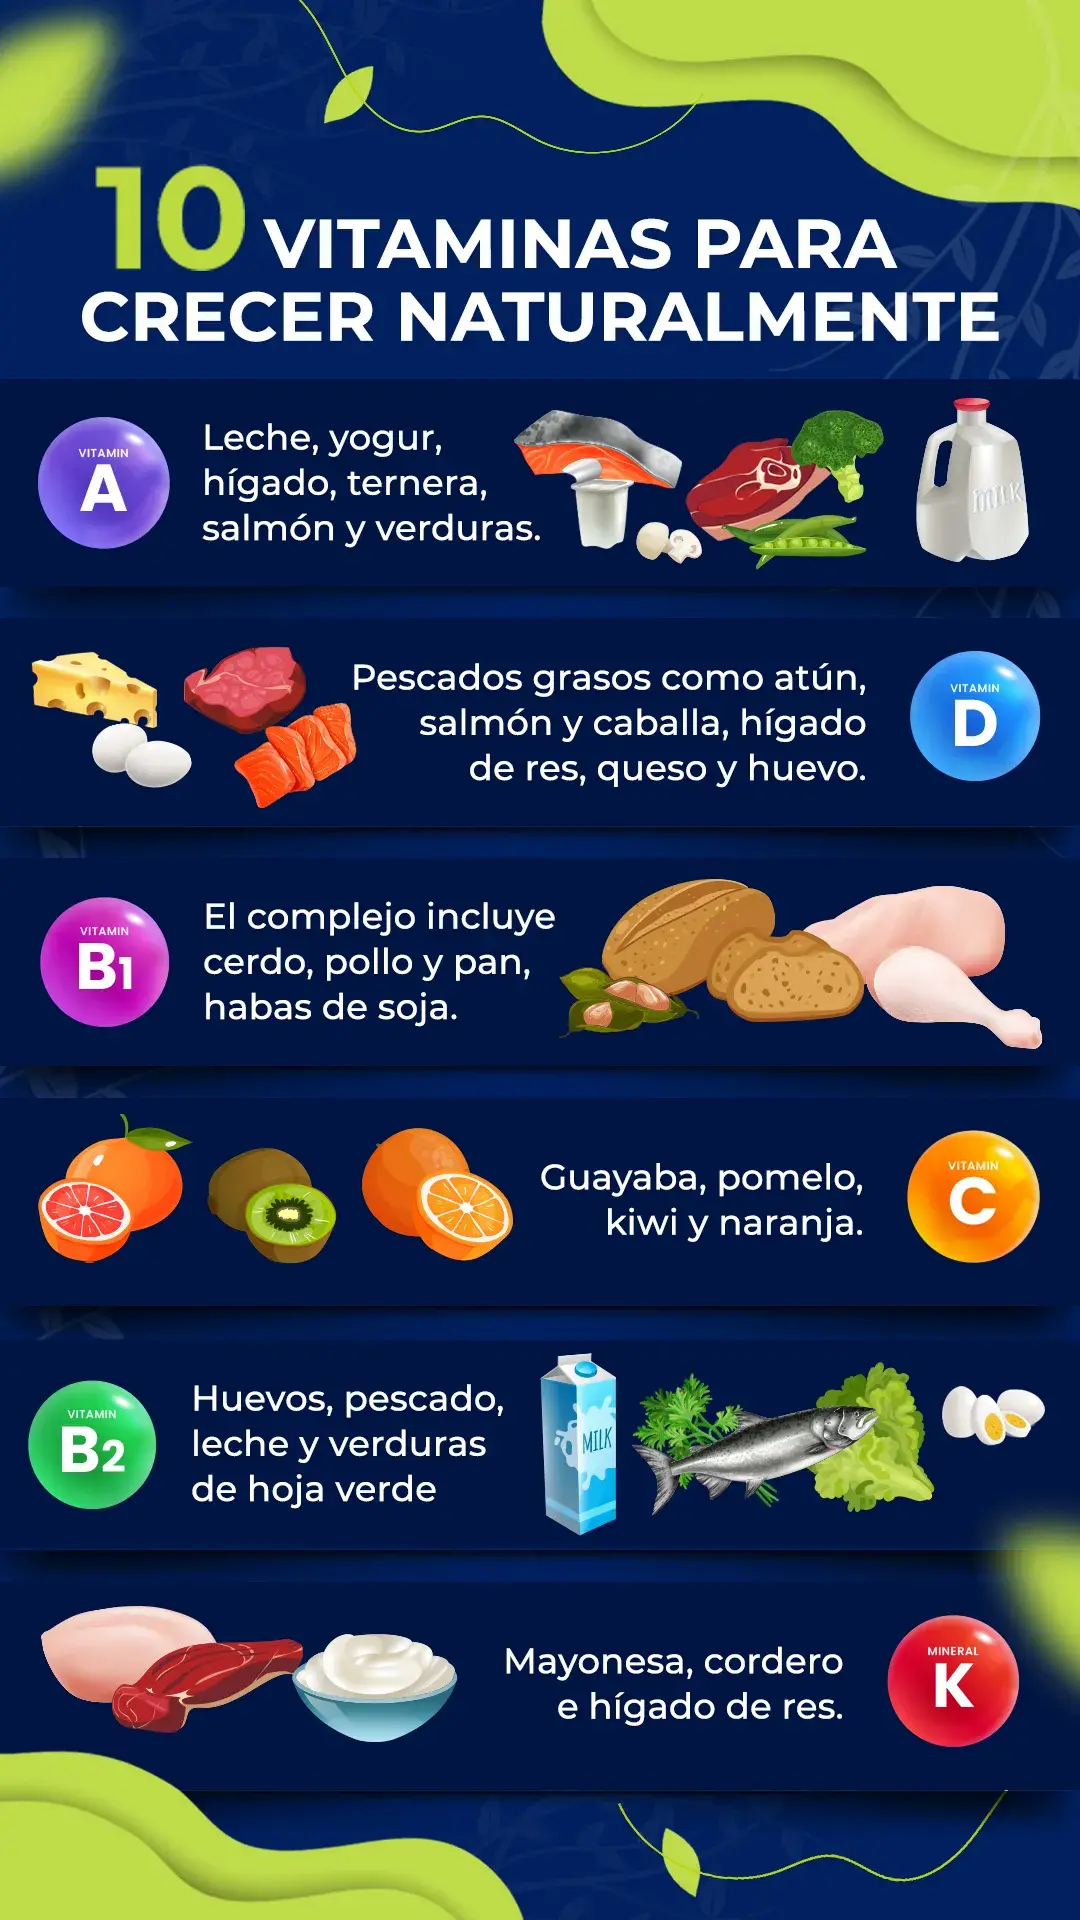 10 VITAMINAS PARA
CRECER NATURALMENTE
VITAMIN
A
Leche, yogur,
hígado, ternera,
salmón y verduras.
MILK
Pescados grasos como atún,
salmón y caballa, hígado
de res, queso y huevo.
VITAMIN
D
VITAMIN
B1
El complejo incluye
cerdo, pollo y pan,
habas de soja.
Guayaba, pomelo,
kiwi y naranja.
VITAMIN
C
VITAMIN
B2
Huevos, pescado,
leche y verduras
de hoja verde
MILK
Mayonesa, cordero
e hígado de res.
MINERAL
K